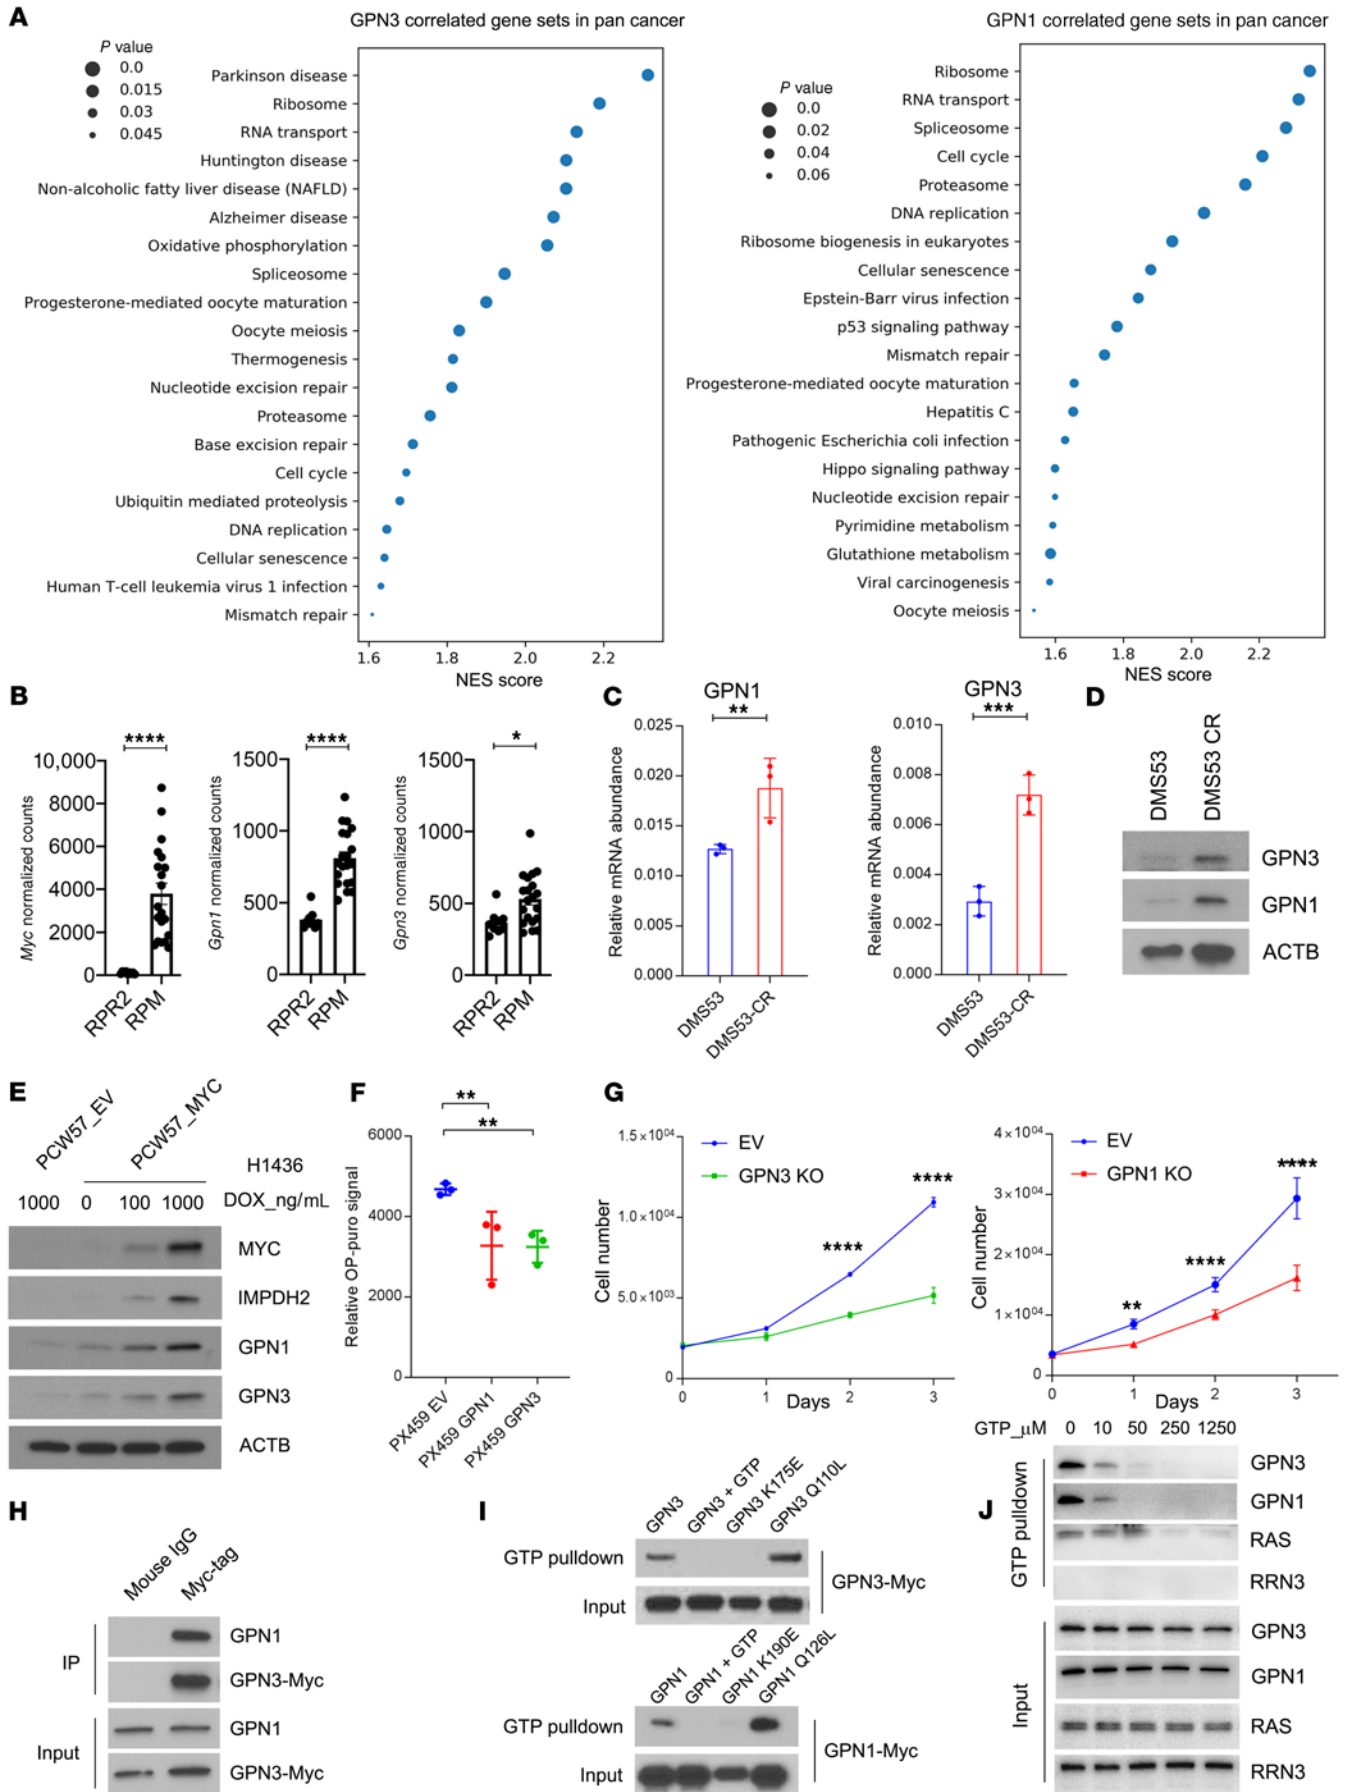 A
GPN3 correlated gene sets in pan cancer
P value
0.0
0.015
0.03
0.045
Parkinson disease
Ribosome
RNA transport
Huntington disease
Non-alcoholic fatty liver disease (NAFLD)
Alzheimer disease
Oxidative phosphorylation
Spliceosome
Progesterone-mediated oocyte maturation
Oocyte meiosis
Thermogenesis
Nucleotide excision repair
Proteasome
Base excision repair
Cell cycle
Ubiquitin mediated proteolysis
DNA replication
Cellular senescence
Human T-cell leukemia virus 1 infection
Mismatch repair
1.6 1.8 2.0 2.2
NES score
GPN1 correlated gene sets in pan cancer
P value
0.0
0.02
0.04
0.06
Ribosome
RNA transport
Spliceosome
Cell cycle
Proteasome
DNA replication
Ribosome biogenesis in eukaryotes
Cellular senescence
Epstein-Barr virus infection
p53 signaling pathway
Mismatch repair
Progesterone-mediated oocyte maturation
Hepatitis C
Pathogenic Escherichia coli infection
Hippo signaling pathway
Nucleotide excision repair
Pyrimidine metabolism
Glutathione metabolism
Viral carcinogenesis
Oocyte meiosis
1.6 1.8 2.0 2.2
NES score
B
Myc normalized counts
10,000
8000
6000
4000
2000
0
****
RPR2
RPM
Gpn1 normalized counts
1500
1000
500
0
****
RPR2
RPM
Gpn3 normalized counts
1500
1000
500
0
*
RPR2
RPM
C
GPN1
**
Relative mRNA abundance
0.025
0.020
0.015
0.010
0.005
0.000
DMS53
DMS53-CR
GPN3
***
Relative mRNA abundance
0.010
0.008
0.006
0.004
0.002
0.000
DMS53
DMS53-CR
D
DMS53
DMS53 CR
GPN3
GPN1
ACTB
E
PCW57_EV
PCW57_MYC
H1436
1000 0 100 1000 DOX_ng/mL
MYC
IMPDH2
GPN1
GPN3
ACTB
F
**
**
Relative OP-puro signal
6000
4000
2000
0
PX459 EV
PX459 GPN1
PX459 GPN3
G
Cell number
1.5×10⁰⁴
1.0×10⁰⁴
5.0×10⁰³
0
EV
GPN3 KO
****
****
0 1 2 3
Days
Cell number
4×10⁰⁴
3×10⁰⁴
2×10⁰⁴
1×10⁰⁴
0
EV
GPN1 KO
**
****
****
0 1 2 3
Days
H
Mouse IgG
Myc-tag
IP
GPN1
GPN3-Myc
Input
GPN1
GPN3-Myc
I
GPN3
GPN3 + GTP
GPN3 K175E
GPN3 Q110L
GTP pulldown
Input
GPN3-Myc
GPN1
GPN1 + GTP
GPN1 K190E
GPN1 Q126L
GTP pulldown
Input
GPN1-Myc
J
GTP_μM 0 10 50 250 1250
GTP pulldown
GPN3
GPN1
RAS
RRN3
Input
GPN3
GPN1
RAS
RRN3